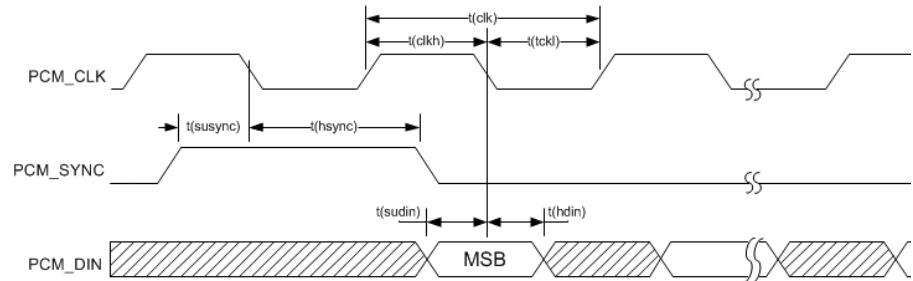 t(clk)
t(clkh)
t(tckl)
PCM_CLK
t(susync)
t(hsync)
PCM_SYNC
t(sudin)
t(hdin)
PCM_DIN
MSB